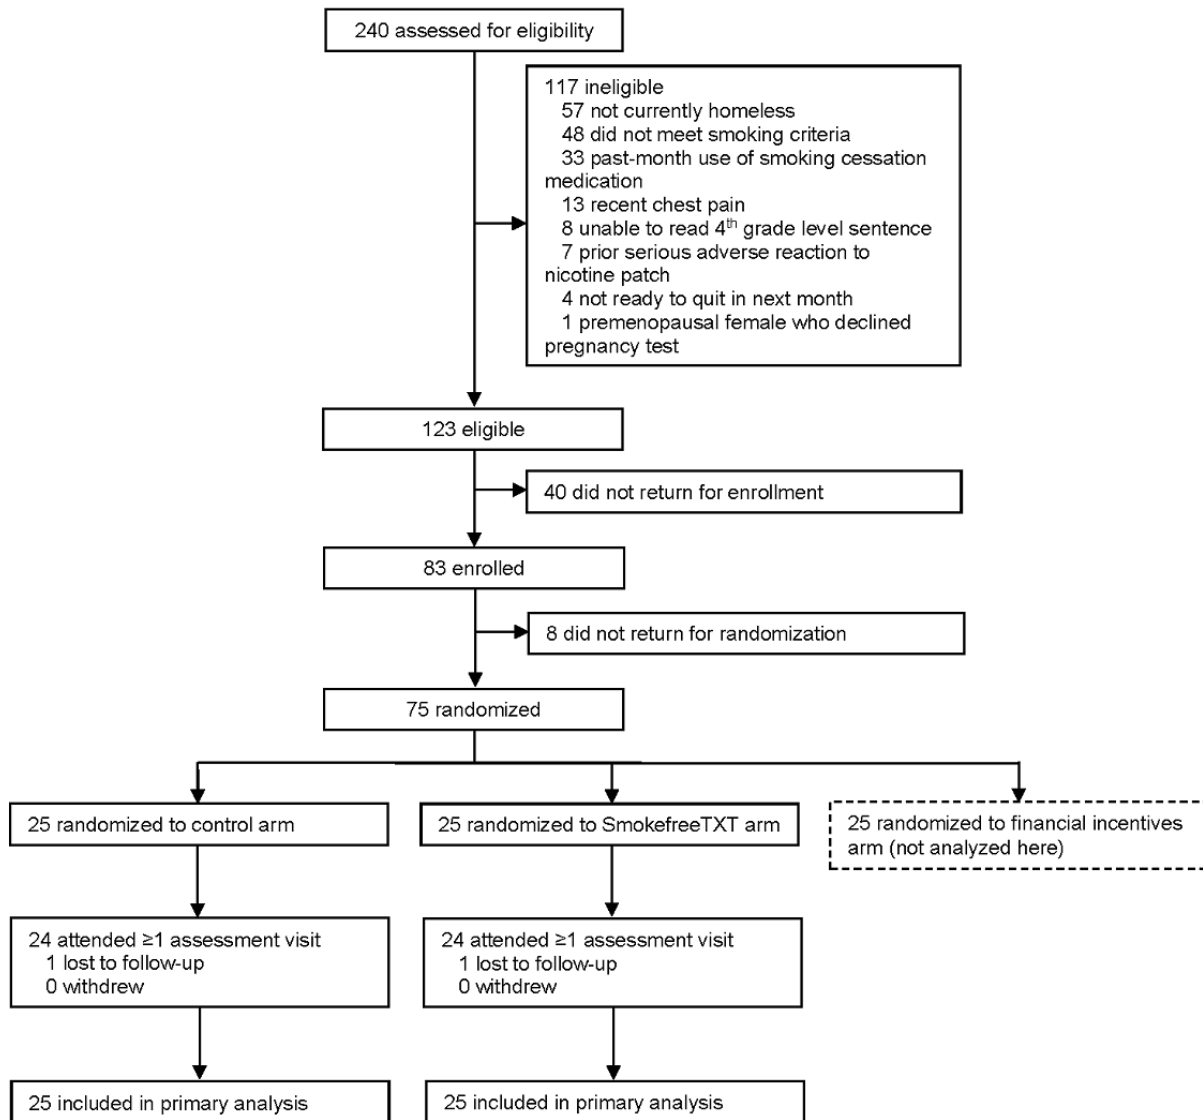 240 assessed for eligibility
117 ineligible
57 not currently homeless
48 did not meet smoking criteria
33 past-month use of smoking cessation
medication
13 recent chest pain
8 unable to read 4th grade level sentence
7 prior serious adverse reaction to
nicotine patch
4 not ready to quit in next month
1 premenopausal female who declined
pregnancy test
123 eligible
40 did not return for enrollment
83 enrolled
8 did not return for randomization
75 randomized
25 randomized to control arm
25 randomized to SmokefreeTXT arm
25 randomized to financial incentives
arm (not analyzed here)
24 attended ≥1 assessment visit
1 lost to follow-up
0 withdrew
24 attended ≥1 assessment visit
1 lost to follow-up
0 withdrew
25 included in primary analysis
25 included in primary analysis